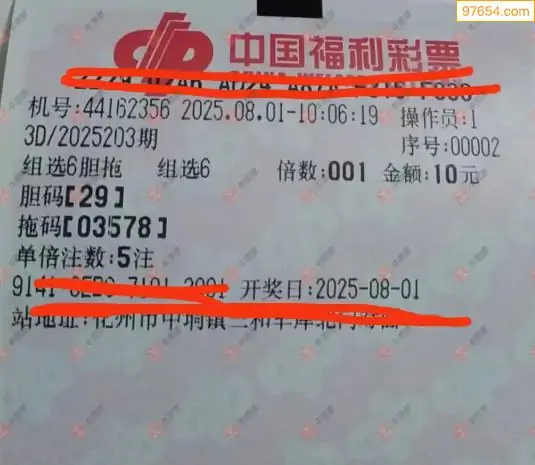 97654.com
中国福利彩票
机号:44162356 2025.08.01-10:06:19 操作员:1
3D/2025203期 序号:00002
组选6胆拖 组选6 倍数:001 金额:10元
胆码[29]
拖码[03578]
单倍注数:5注
开奖日:2025-08-01
站地址: